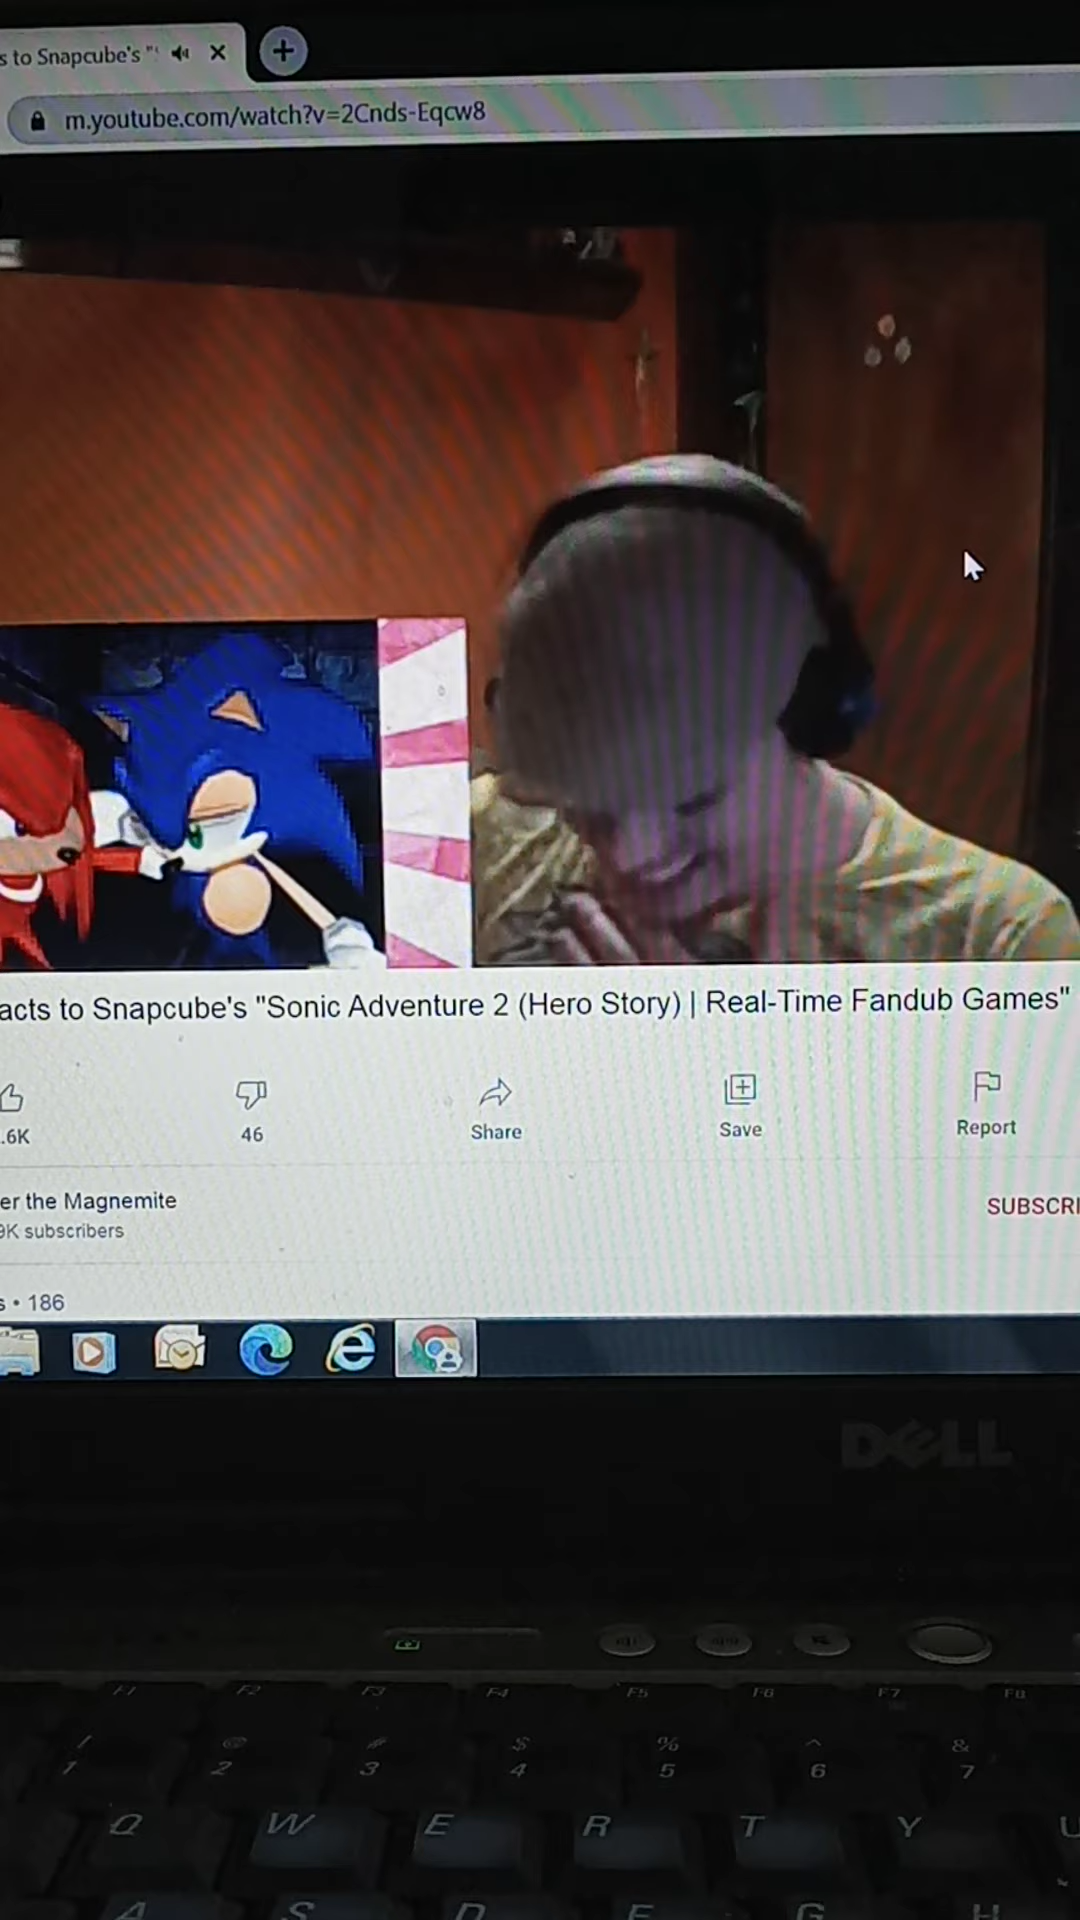 s to Snapcube's "
m.youtube.com/watch?v=2Cnds-Eqcw8
acts to Snapcube's "Sonic Adventure 2 (Hero Story) | Real-Time Fandub Games"
.6K
46
Share
Save
Report
er the Magnemite
9K subscribers
SUBSCRI
s • 186
DELL
F1 F2 F3 F4 F5 F6 F7 F8
! @ # $ % ^ &
1 2 3 4 5 6 7
Q W E R T Y U
A S D F G H